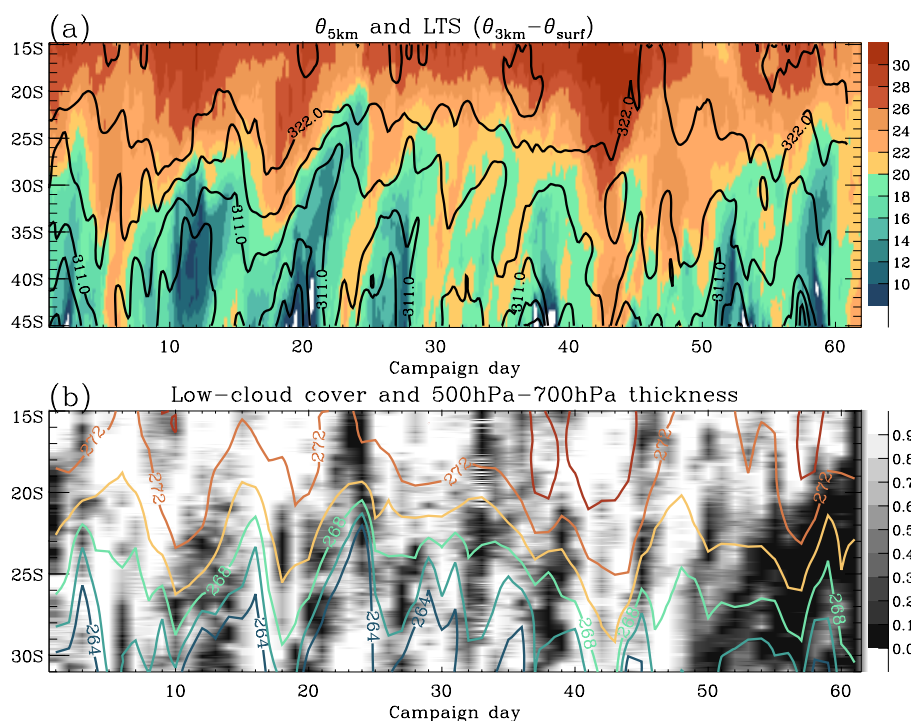 (a) θ5km and LTS (θ3km−θsurf)
15S
20S
25S
30S
35S
40S
45S
322.0
322.0
322.0
311.0
311.0
311.0
311.0
311.0
10 20 30 40 50 60
Campaign day
30
28
26
24
22
20
18
16
14
12
10
(b) Low−cloud cover and 500hPa−700hPa thickness
15S
20S
25S
30S
272
272
272
272
272
268
268
268
268
268
264
264
264
10 20 30 40 50 60
Campaign day
0.9
0.8
0.7
0.6
0.5
0.4
0.3
0.2
0.1
0.0